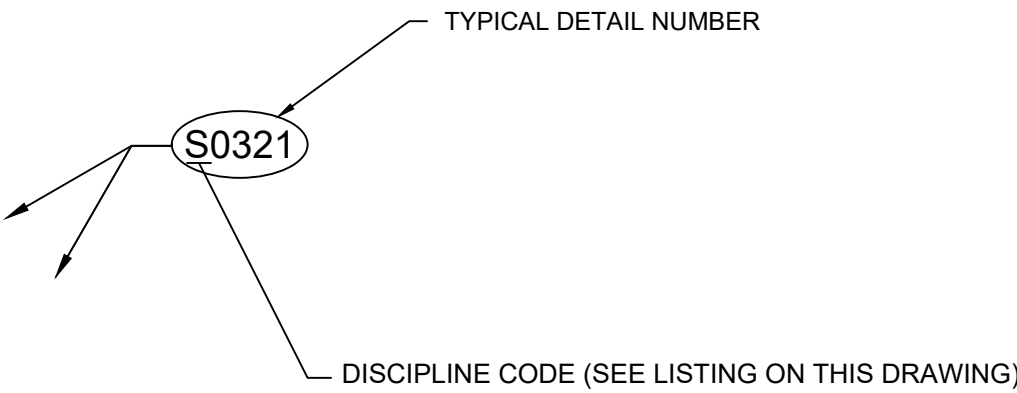 TYPICAL DETAIL NUMBER
S0321
DISCIPLINE CODE (SEE LISTING ON THIS DRAWING)